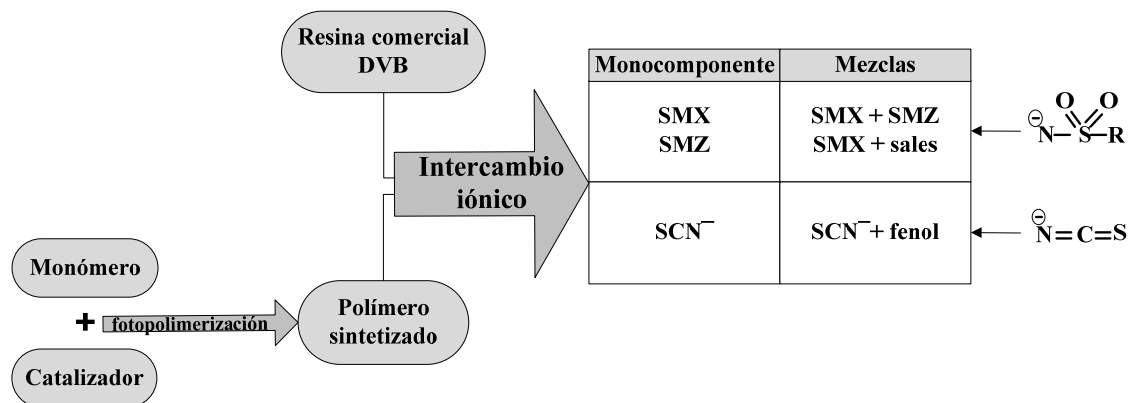 Resina comercial
DVB
Monómero
+
Catalizador
fotopolimerización
Polímero
sintetizado
Intercambio
iónico
Monocomponente
Mezclas
SMX
SMZ
SMX + SMZ
SMX + sales
SCN⁻
SCN⁻+ fenol
O O
⊖
N–S–R
⊖
N=C=S